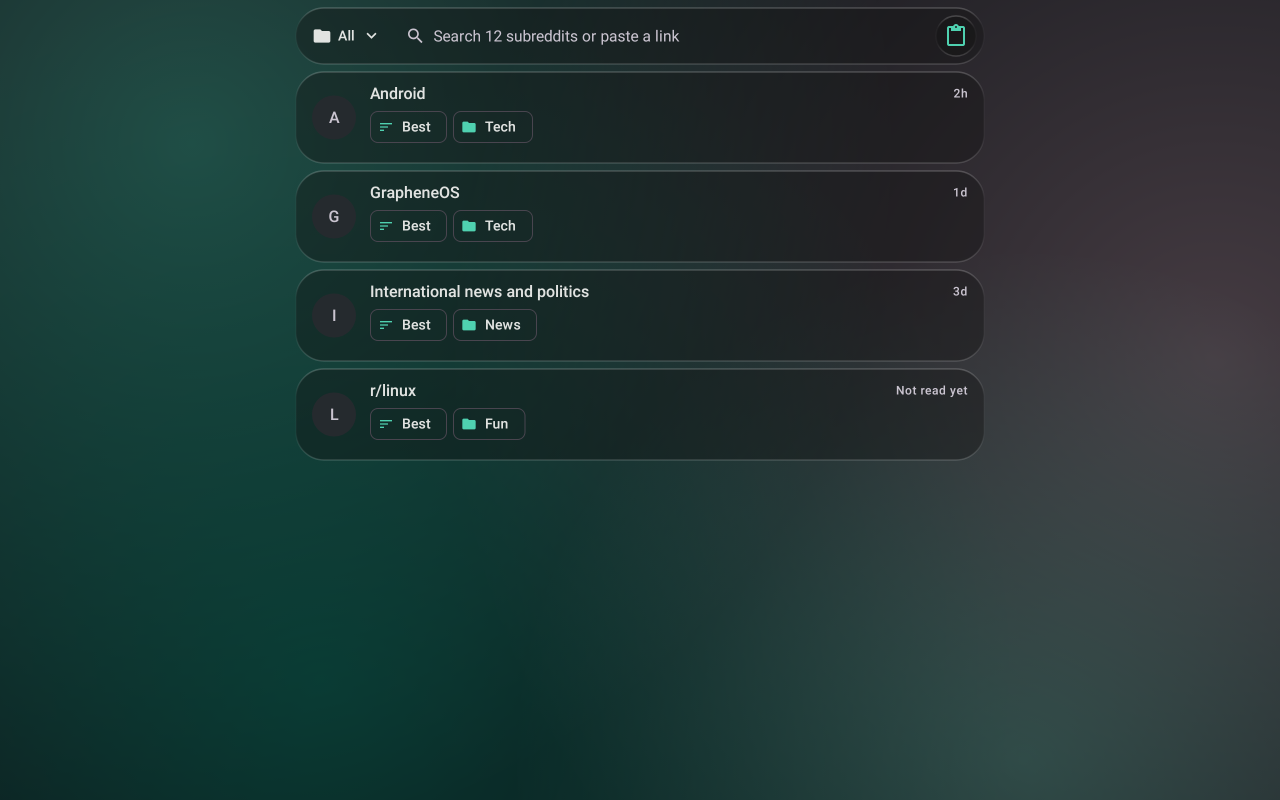 All
Search 12 subreddits or paste a link
A
Android
2h
Best
Tech
G
GrapheneOS
1d
Best
Tech
I
International news and politics
3d
Best
News
L
r/linux
Not read yet
Best
Fun